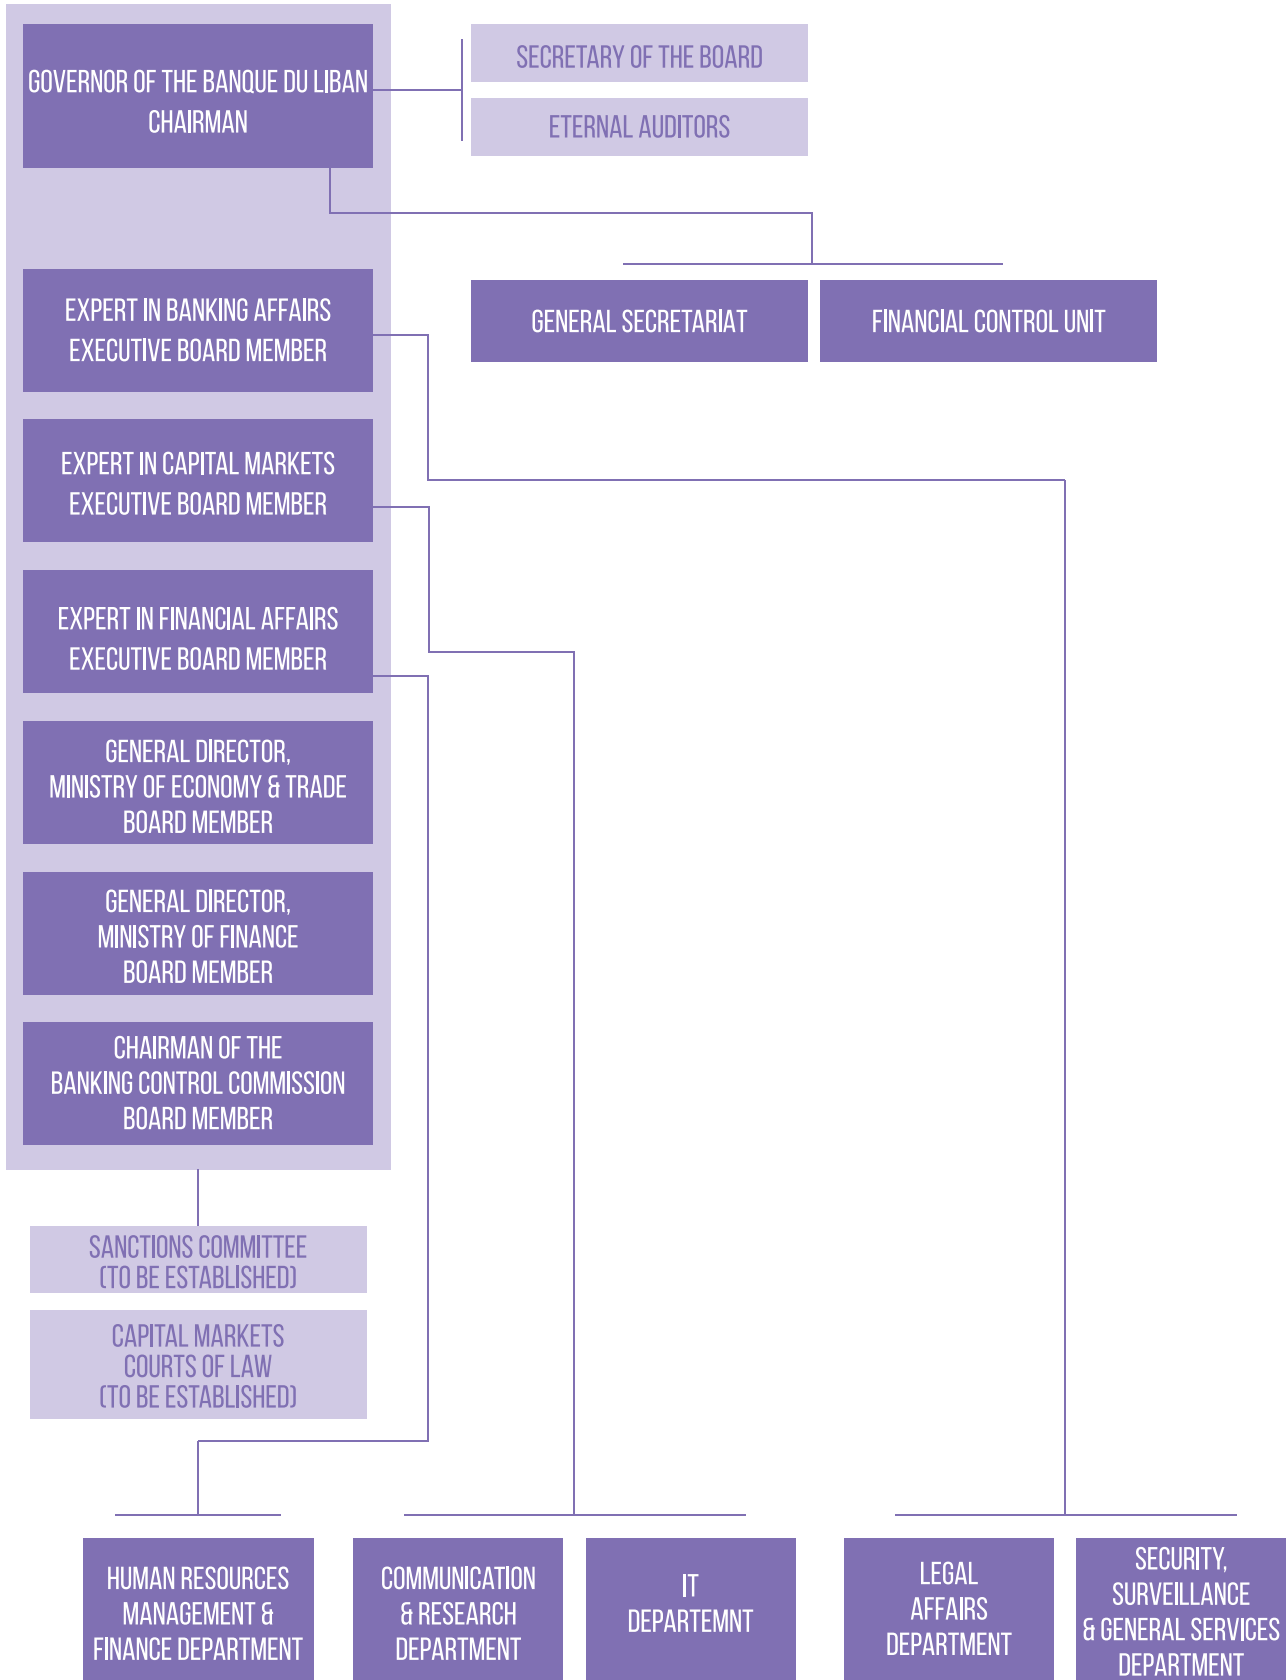 GOVERNOR OF THE BANQUE DU LIBAN
CHAIRMAN
SECRETARY OF THE BOARD
ETERNAL AUDITORS
GENERAL SECRETARIAT
FINANCIAL CONTROL UNIT
EXPERT IN BANKING AFFAIRS
EXECUTIVE BOARD MEMBER
EXPERT IN CAPITAL MARKETS
EXECUTIVE BOARD MEMBER
EXPERT IN FINANCIAL AFFAIRS
EXECUTIVE BOARD MEMBER
GENERAL DIRECTOR,
MINISTRY OF ECONOMY & TRADE
BOARD MEMBER
GENERAL DIRECTOR,
MINISTRY OF FINANCE
BOARD MEMBER
CHAIRMAN OF THE
BANKING CONTROL COMMISSION
BOARD MEMBER
SANCTIONS COMMITTEE
(TO BE ESTABLISHED)
CAPITAL MARKETS
COURTS OF LAW
(TO BE ESTABLISHED)
HUMAN RESOURCES
MANAGEMENT &
FINANCE DEPARTMENT
COMMUNICATION
& RESEARCH
DEPARTMENT
IT
DEPARTEMNT
LEGAL
AFFAIRS
DEPARTMENT
SECURITY,
SURVEILLANCE
& GENERAL SERVICES
DEPARTMENT